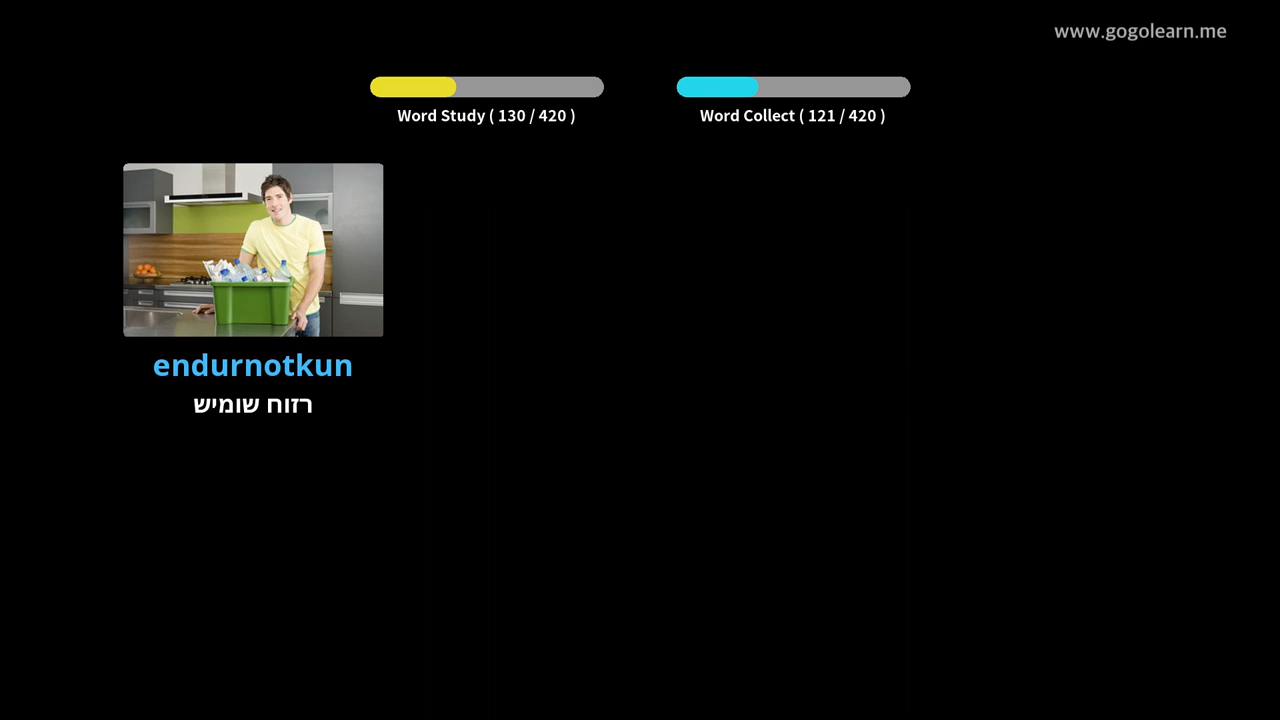 www.gogolearn.me
Word Study ( 130 / 420 )
Word Collect ( 121 / 420 )
endurnotkun
רזוח שומיש